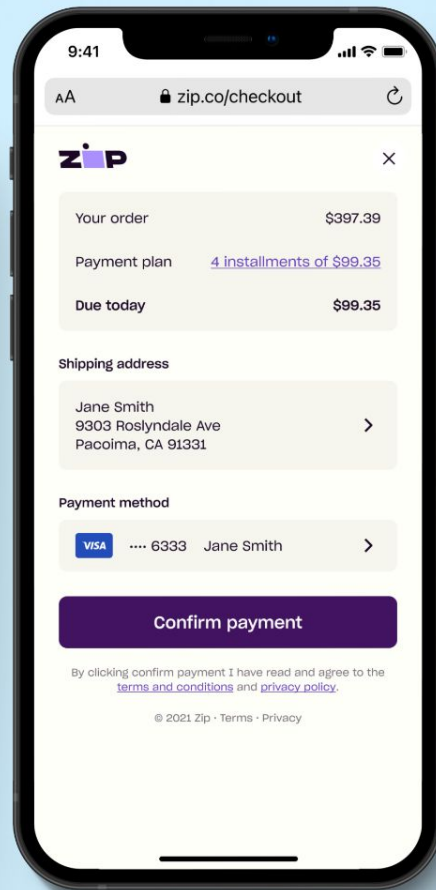 9:41
AA zip.co/checkout
zip
Your order $397.39
Payment plan 4 installments of $99.35
Due today $99.35
Shipping address
Jane Smith
9303 Roslyndale Ave
Pacoima, CA 91331
Payment method
VISA •••• 6333 Jane Smith
Confirm payment
By clicking confirm payment I have read and agree to the
terms and conditions and privacy policy.
© 2021 Zip · Terms · Privacy